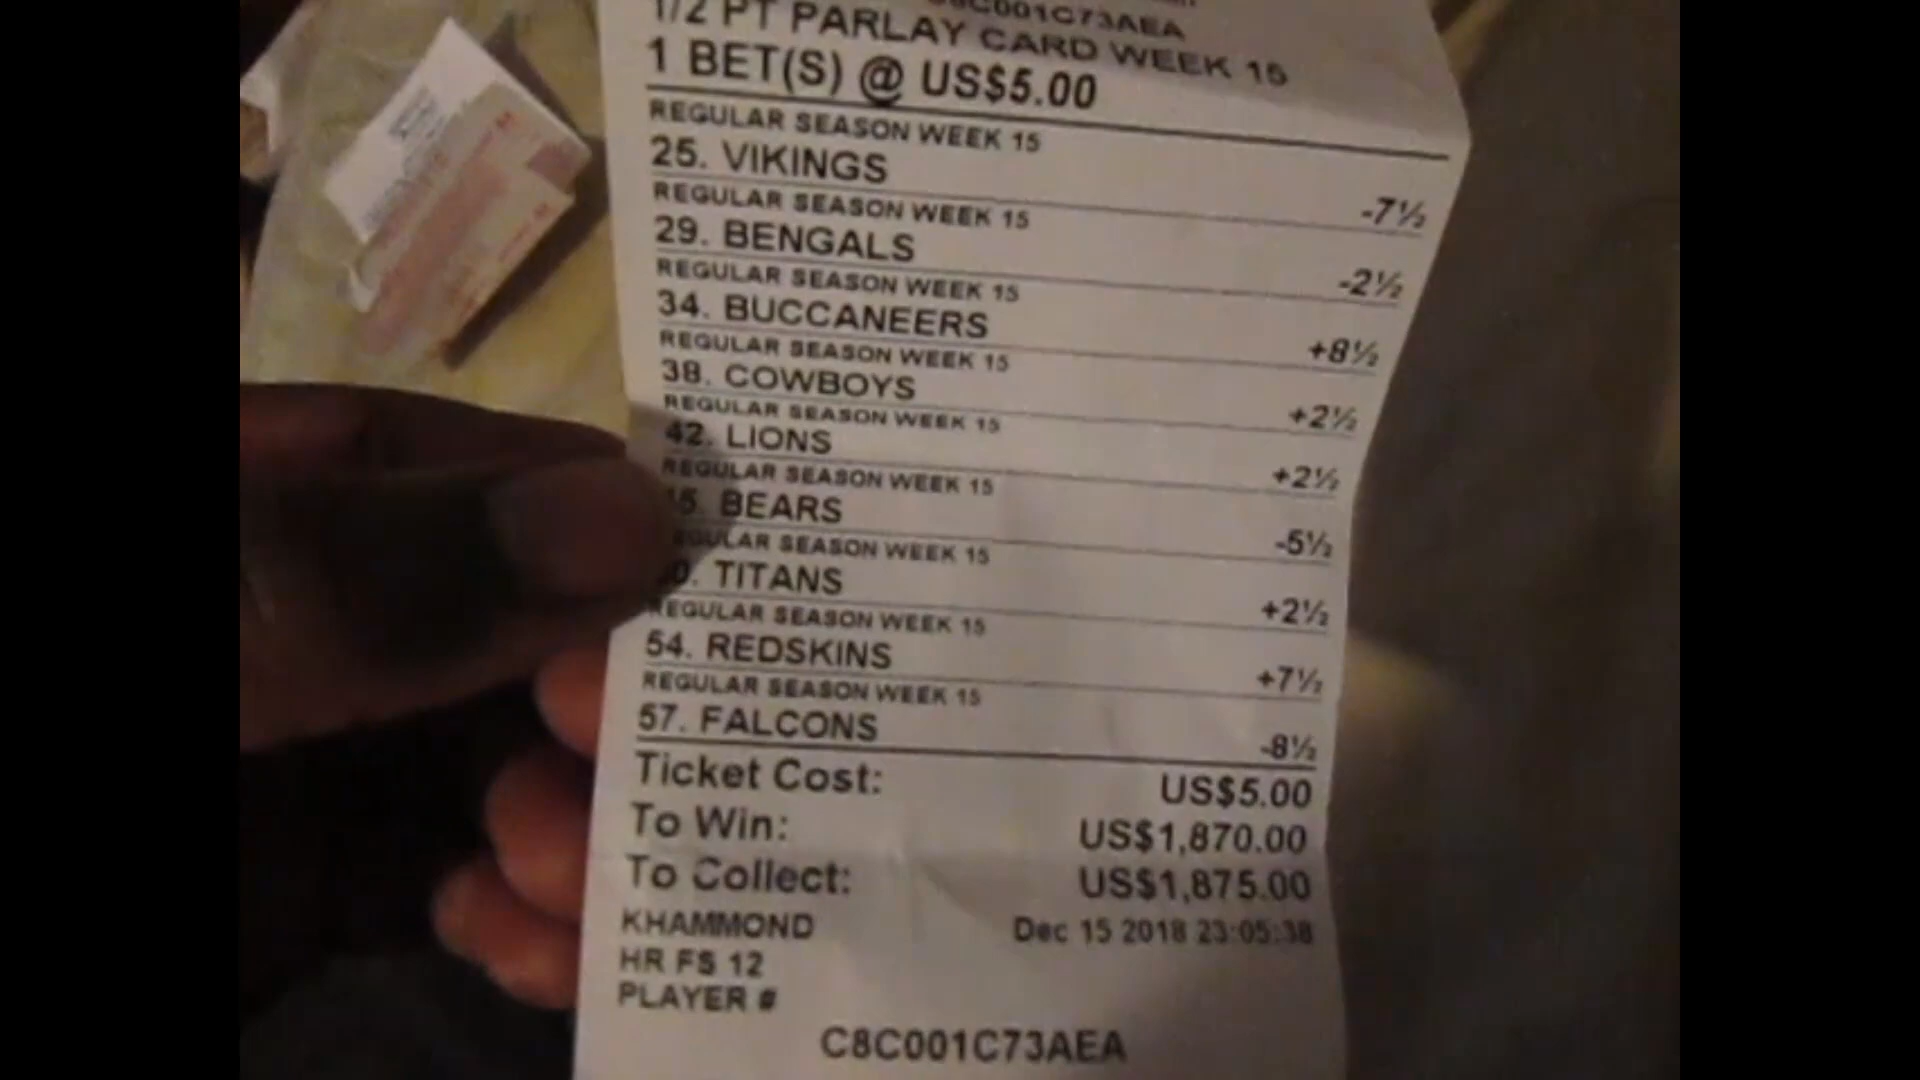 C8C001C73AEA
1/2 PT PARLAY CARD WEEK 15
1 BET(S) @ US$5.00
REGULAR SEASON WEEK 15
25. VIKINGS -7½
REGULAR SEASON WEEK 15
29. BENGALS -2½
REGULAR SEASON WEEK 15
34. BUCCANEERS +8½
REGULAR SEASON WEEK 15
38. COWBOYS +2½
REGULAR SEASON WEEK 15
42. LIONS +2½
REGULAR SEASON WEEK 15
5. BEARS -5½
REGULAR SEASON WEEK 15
0. TITANS +2½
REGULAR SEASON WEEK 15
54. REDSKINS +7½
REGULAR SEASON WEEK 15
57. FALCONS -8½
Ticket Cost: US$5.00
To Win: US$1,870.00
To Collect: US$1,875.00
KHAMMOND Dec 15 2018 23:05:38
HR FS 12
PLAYER #
C8C001C73AEA